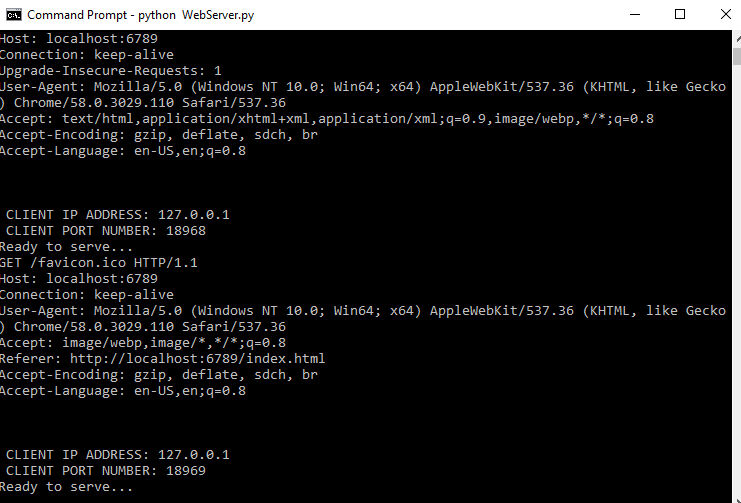 Command Prompt - python  WebServer.py
Host: localhost:6789
Connection: keep-alive
Upgrade-Insecure-Requests: 1
User-Agent: Mozilla/5.0 (Windows NT 10.0; Win64; x64) AppleWebKit/537.36 (KHTML, like Gecko
) Chrome/58.0.3029.110 Safari/537.36
Accept: text/html,application/xhtml+xml,application/xml;q=0.9,image/webp,*/*;q=0.8
Accept-Encoding: gzip, deflate, sdch, br
Accept-Language: en-US,en;q=0.8
CLIENT IP ADDRESS: 127.0.0.1
CLIENT PORT NUMBER: 18968
Ready to serve...
GET /favicon.ico HTTP/1.1
Host: localhost:6789
Connection: keep-alive
User-Agent: Mozilla/5.0 (Windows NT 10.0; Win64; x64) AppleWebKit/537.36 (KHTML, like Gecko
) Chrome/58.0.3029.110 Safari/537.36
Accept: image/webp,image/*,*/*;q=0.8
Referer: http://localhost:6789/index.html
Accept-Encoding: gzip, deflate, sdch, br
Accept-Language: en-US,en;q=0.8
CLIENT IP ADDRESS: 127.0.0.1
CLIENT PORT NUMBER: 18969
Ready to serve...